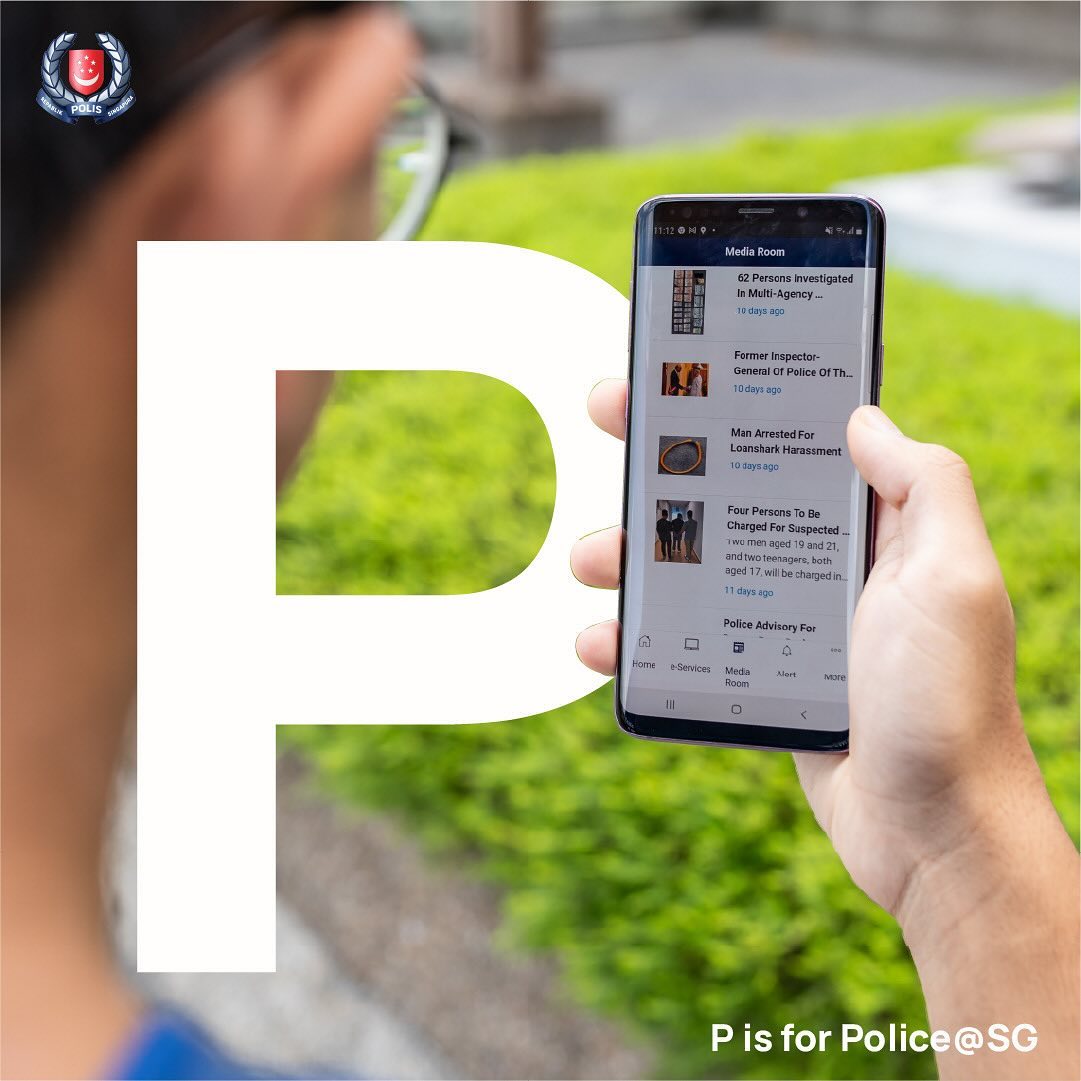 REPABLIK POLIS SINGAPURA
P
11:12
Media Room
62 Persons Investigated
In Multi-Agency ...
10 days ago
Former Inspector-
General Of Police Of Th...
10 days ago
Man Arrested For
Loanshark Harassment
10 days ago
Four Persons To Be
Charged For Suspected ...
Two men aged 19 and 21,
and two teenagers, both
aged 17, will be charged in...
11 days ago
Police Advisory For
Home
e-Services
Media
Room
Alert
More
P is for Police@SG